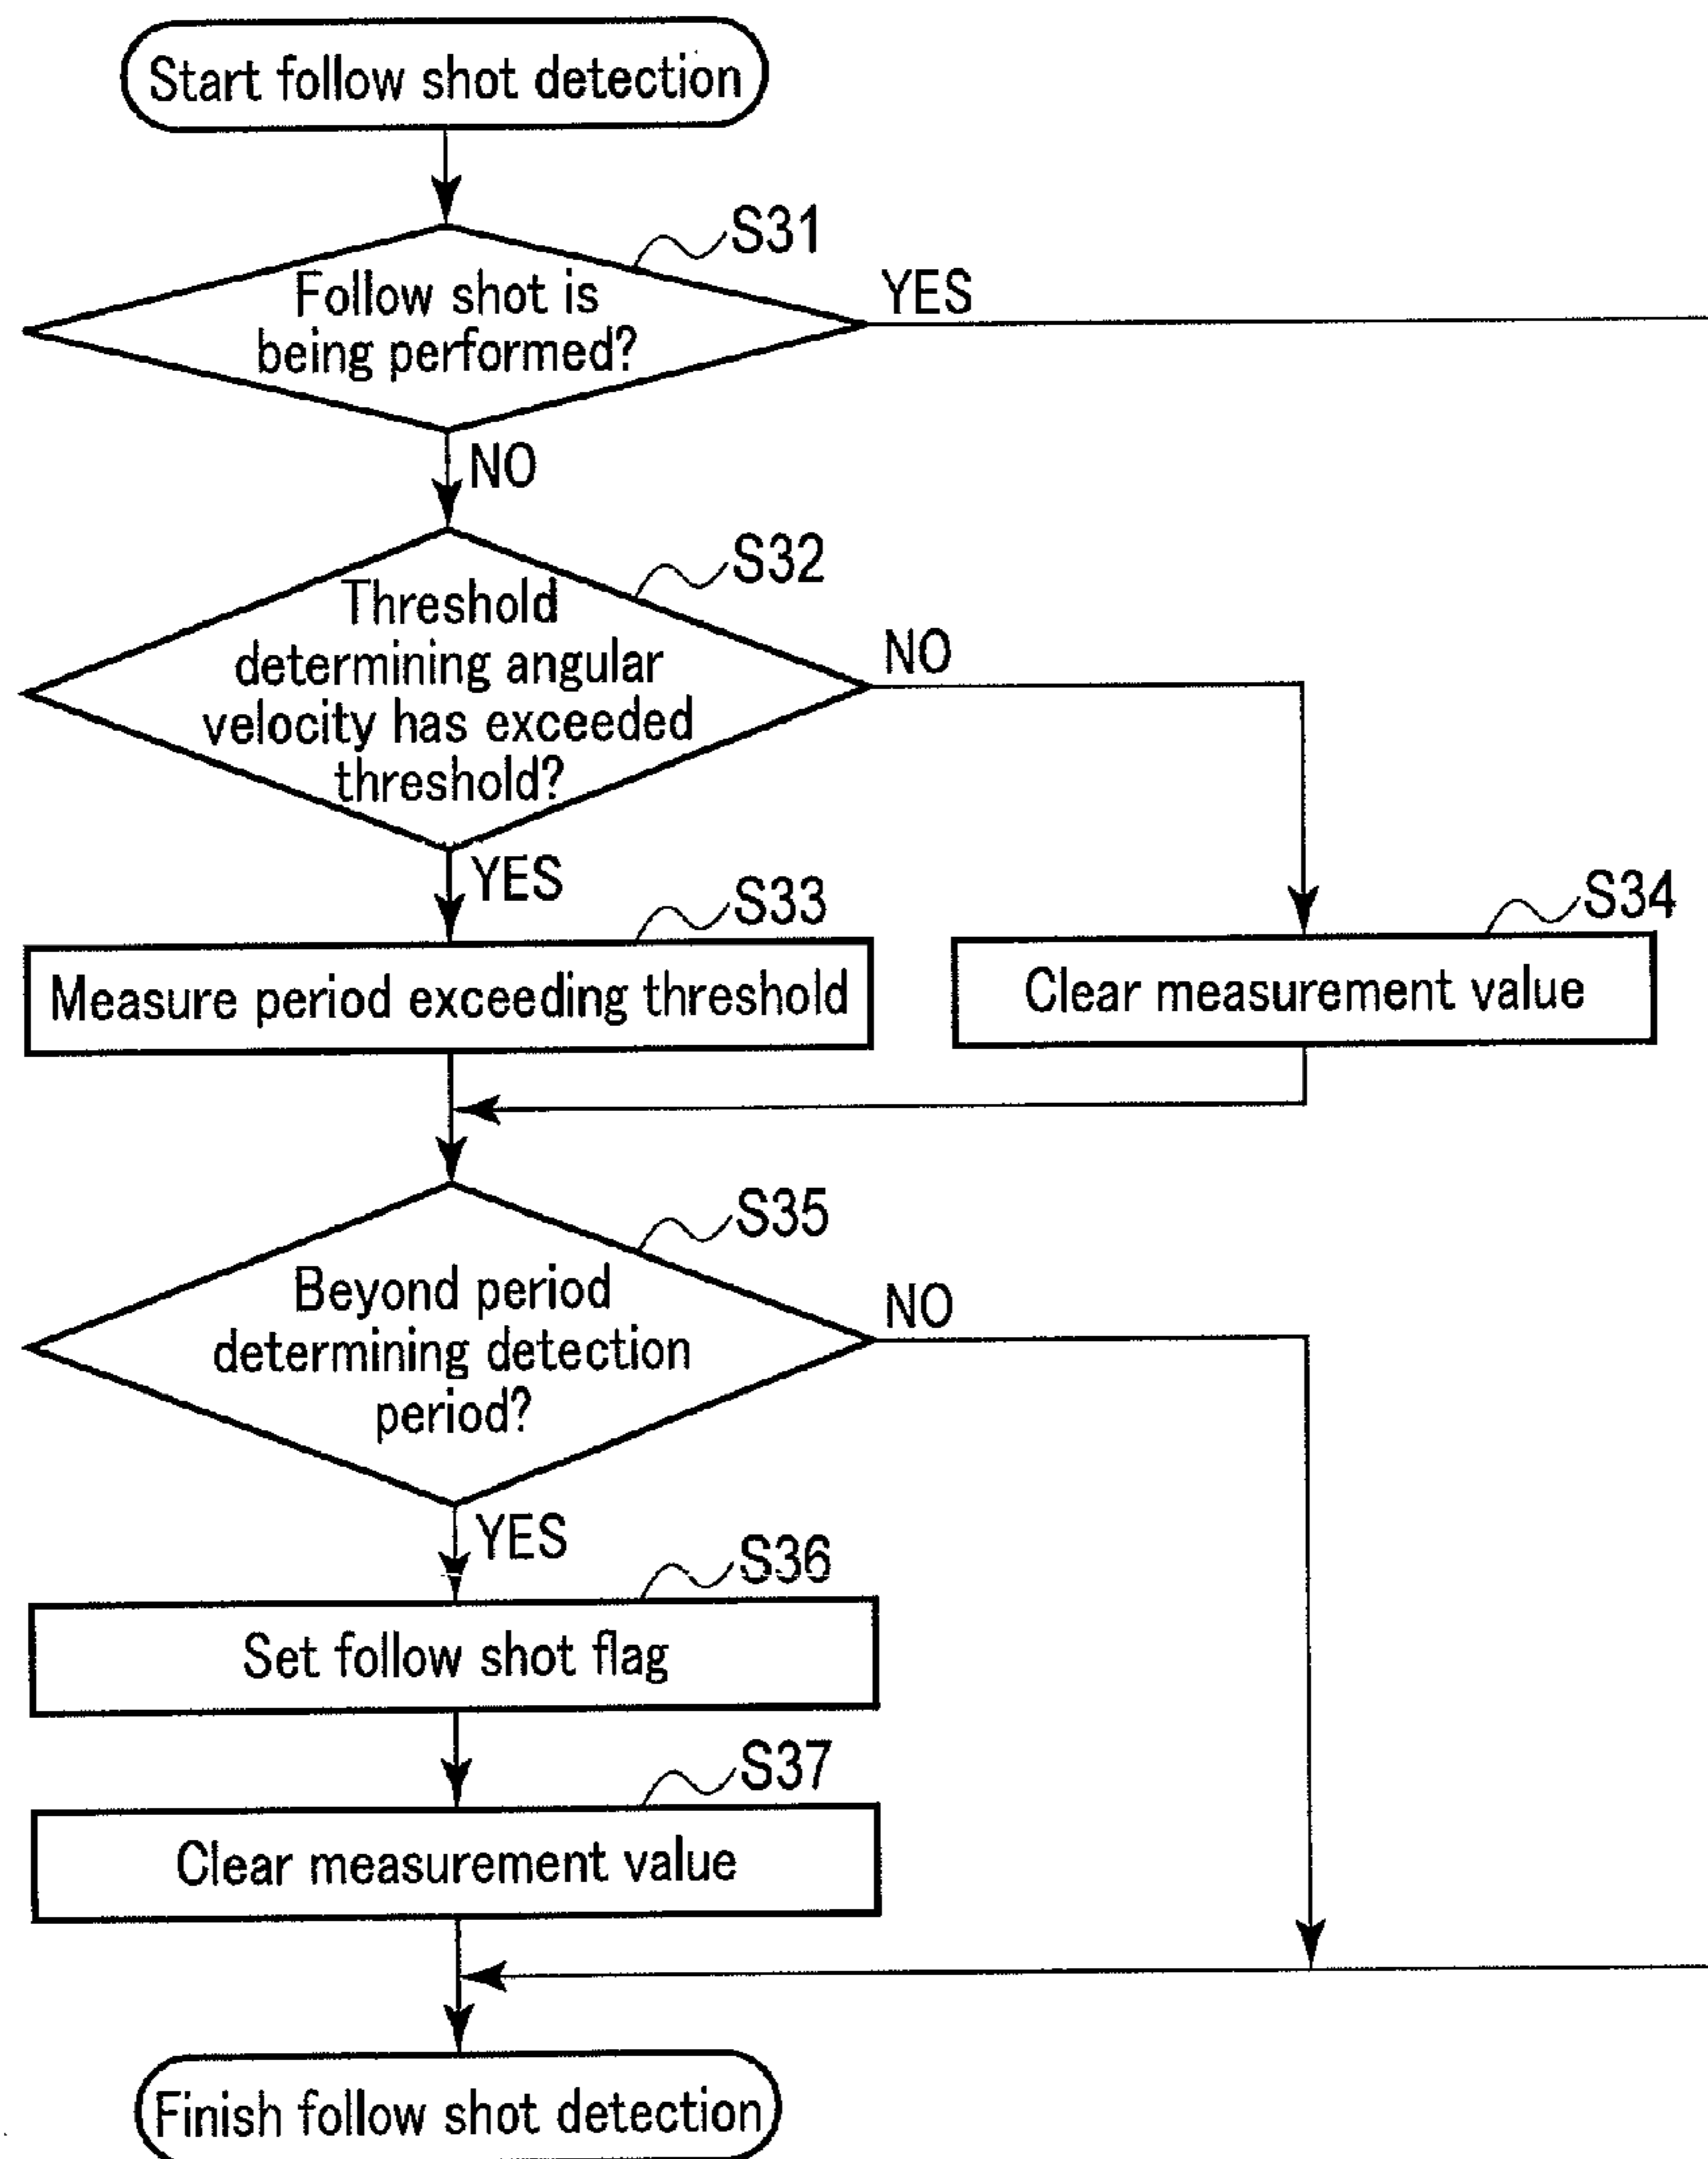 Start follow shot detection
S31
Follow shot is
being performed?
YES
NO
S32
Threshold
determining angular
velocity has exceeded
threshold?
NO
YES
S33
Measure period exceeding threshold
S34
Clear measurement value
S35
Beyond period
determining detection
period?
NO
YES
S36
Set follow shot flag
S37
Clear measurement value
Finish follow shot detection